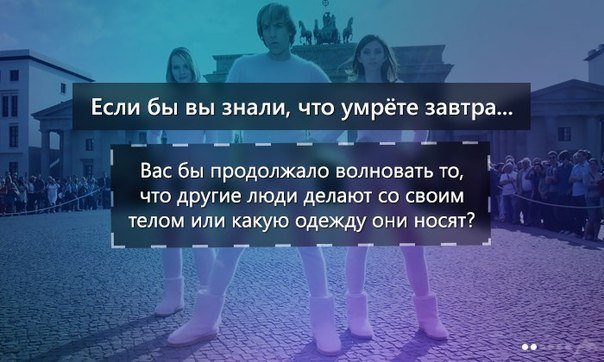 Если бы вы знали, что умрёте завтра...
Вас бы продолжало волновать то,
что другие люди делают со своим
телом или какую одежду они носят?